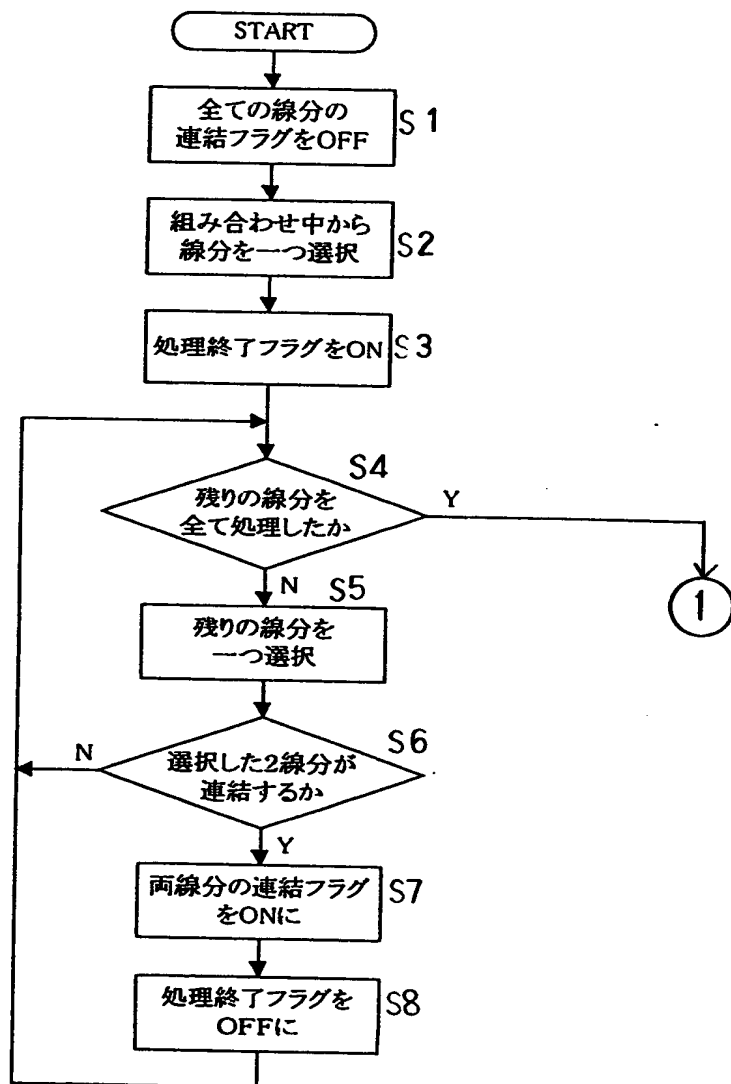 START
全ての線分の
連結フラグをOFF
S1
組み合わせ中から
線分を一つ選択
S2
処理終了フラグをON
S3
S4
残りの線分を
全て処理したか
Y
N
S5
1
残りの線分を
一つ選択
N
S6
選択した2線分が
連結するか
Y
両線分の連結フラグ
をONに
S7
処理終了フラグを
OFFに
S8